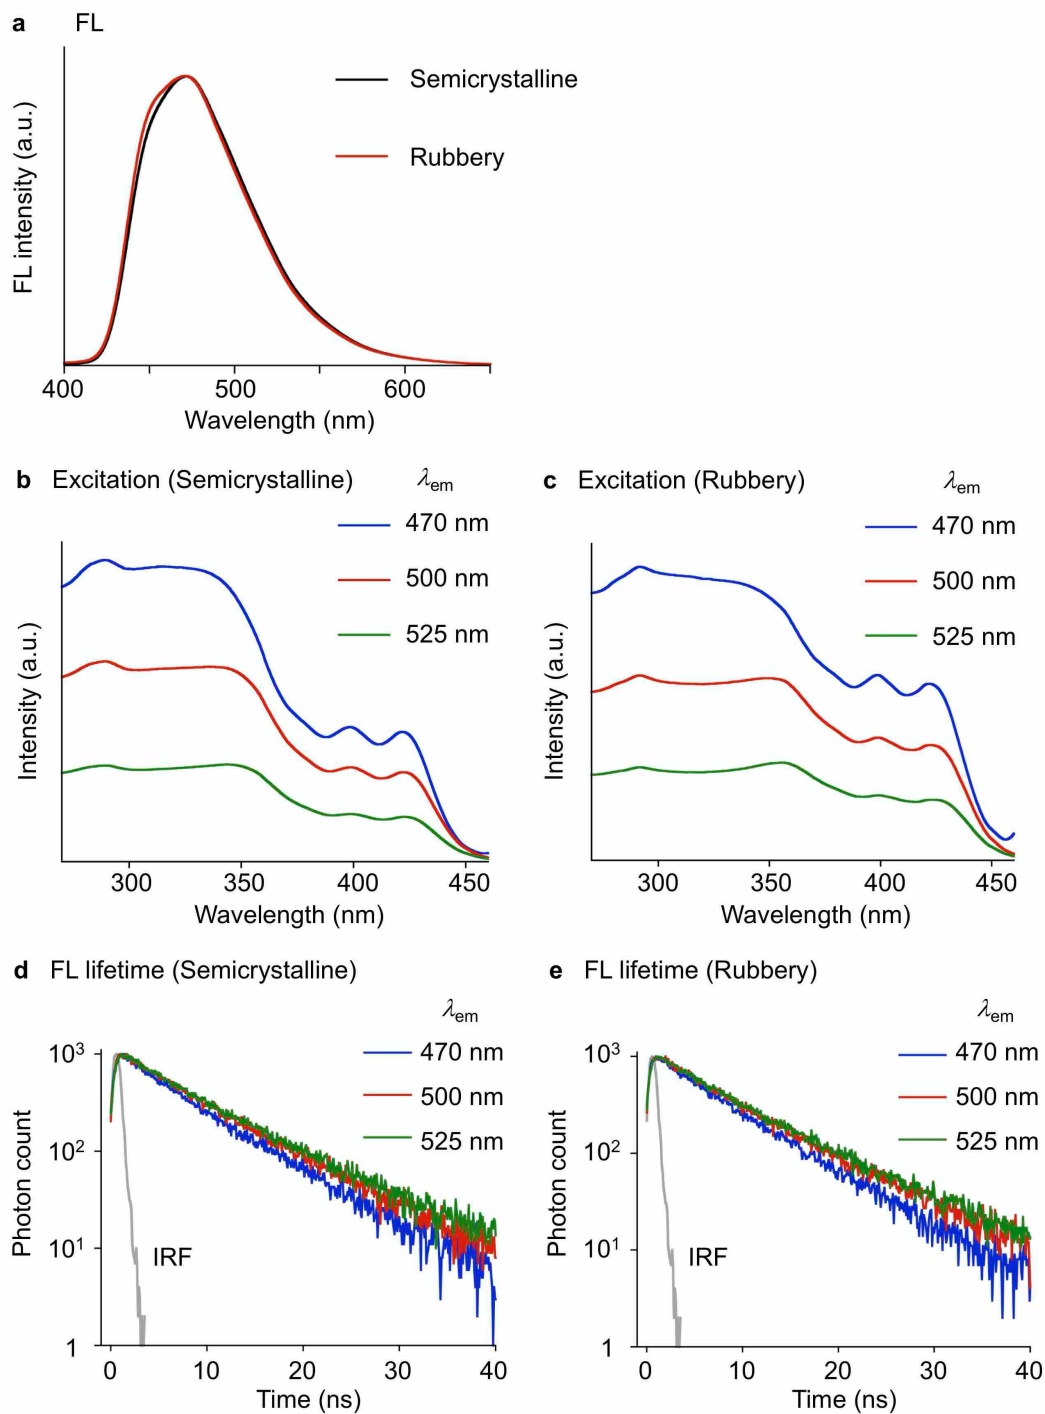 a FL
Semicrystalline
Rubbery
FL intensity (a.u.)
400 500 600
Wavelength (nm)
b Excitation (Semicrystalline)
λem
470 nm
500 nm
525 nm
Intensity (a.u.)
300 350 400 450
Wavelength (nm)
c Excitation (Rubbery)
λem
470 nm
500 nm
525 nm
Intensity (a.u.)
300 350 400 450
Wavelength (nm)
d FL lifetime (Semicrystalline)
λem
470 nm
500 nm
525 nm
10³
10²
10¹
1
Photon count
IRF
0 10 20 30 40
Time (ns)
e FL lifetime (Rubbery)
λem
470 nm
500 nm
525 nm
10³
10²
10¹
1
Photon count
IRF
0 10 20 30 40
Time (ns)